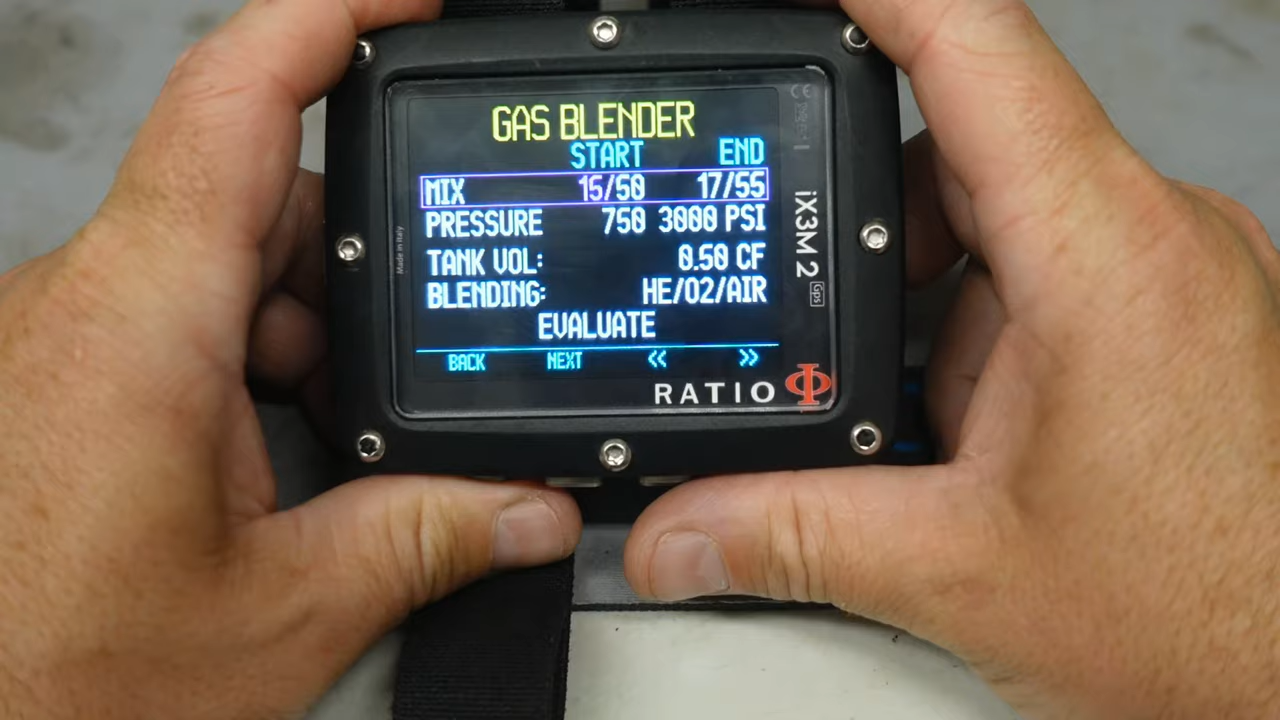 GAS BLENDER
START END
MIX 15/50 17/55
PRESSURE 750 3000 PSI
TANK VOL: 0.50 CF
BLENDING: HE/O2/AIR
EVALUATE
BACK NEXT << >>
RATIO
Made in Italy
CE
iX3M 2
Gps